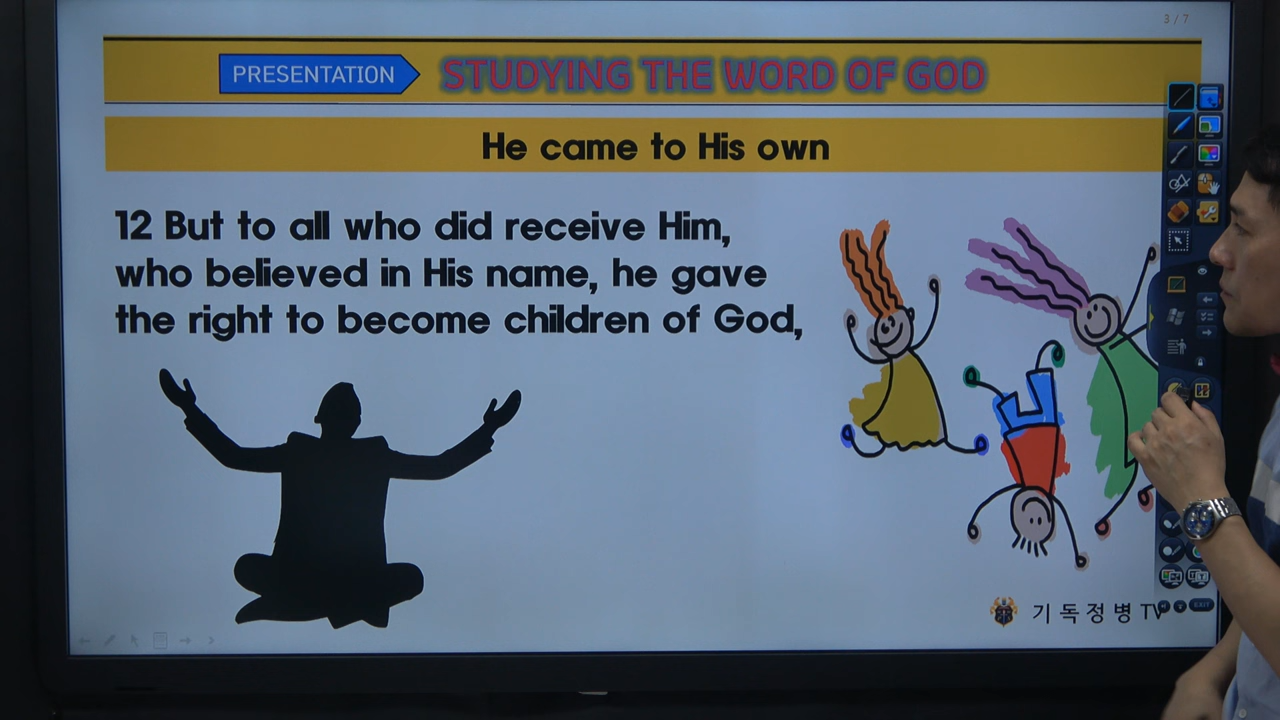 3 / 7
PRESENTATION
STUDYING THE WORD OF GOD
He came to His own
12 But to all who did receive Him,
who believed in His name, he gave
the right to become children of God,
기독정병 TV
EXIT